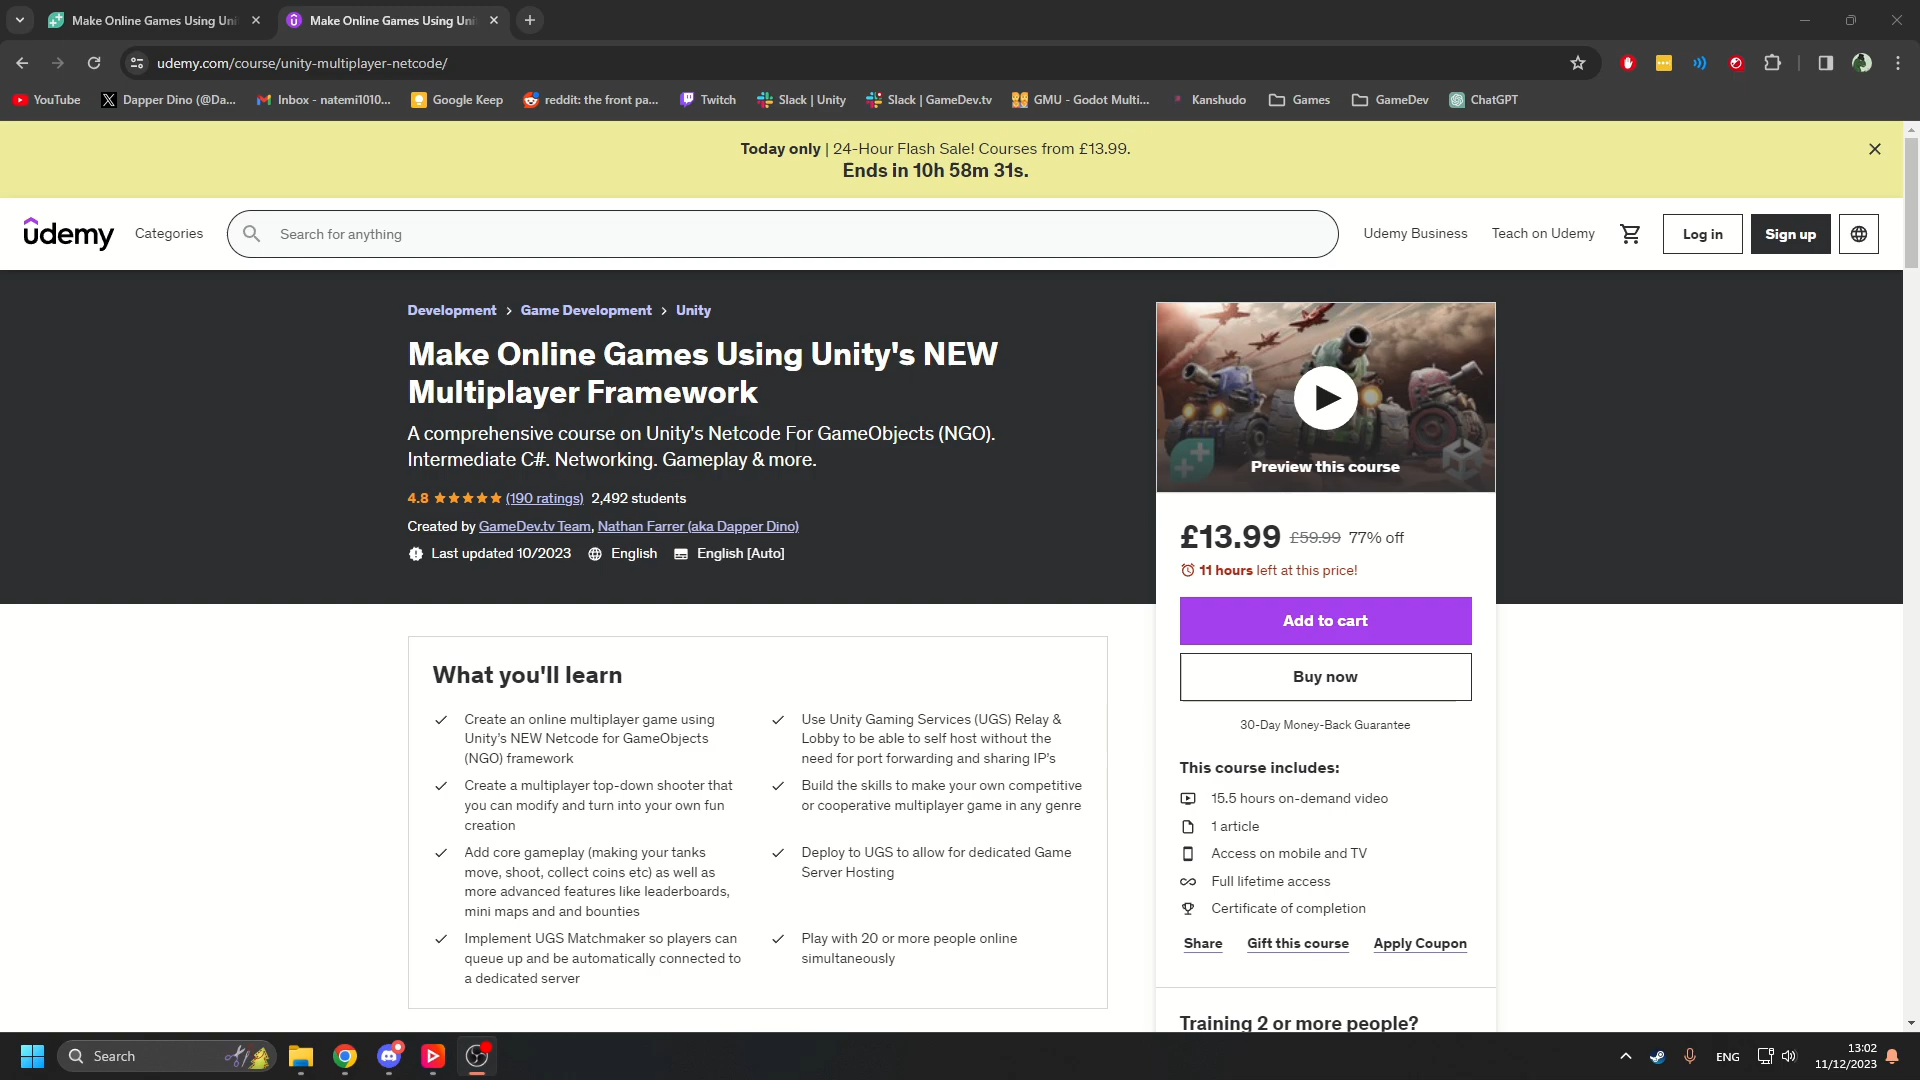 Make Online Games Using Uni
Make Online Games Using Uni
udemy.com/course/unity-multiplayer-netcode/
YouTube
Dapper Dino (@Da...
Inbox - natemi1010...
Google Keep
reddit: the front pa...
Twitch
Slack | Unity
Slack | GameDev.tv
GMU - Godot Multi...
Kanshudo
Games
GameDev
ChatGPT
Today only | 24-Hour Flash Sale! Courses from £13.99.
Ends in 10h 58m 31s.
udemy
Categories
Search for anything
Udemy Business
Teach on Udemy
Log in
Sign up
Development > Game Development > Unity
Make Online Games Using Unity's NEW
Multiplayer Framework
A comprehensive course on Unity's Netcode For GameObjects (NGO).
Intermediate C#. Networking. Gameplay & more.
4.8 (190 ratings) 2,492 students
Created by GameDev.tv Team, Nathan Farrer (aka Dapper Dino)
Last updated 10/2023 English English [Auto]
Preview this course
£13.99 £59.99 77% off
11 hours left at this price!
Add to cart
Buy now
30-Day Money-Back Guarantee
This course includes:
15.5 hours on-demand video
1 article
Access on mobile and TV
Full lifetime access
Certificate of completion
Share Gift this course Apply Coupon
Training 2 or more people?
What you'll learn
Create an online multiplayer game using
Unity's NEW Netcode for GameObjects
(NGO) framework
Use Unity Gaming Services (UGS) Relay &
Lobby to be able to self host without the
need for port forwarding and sharing IP's
Create a multiplayer top-down shooter that
you can modify and turn into your own fun
creation
Build the skills to make your own competitive
or cooperative multiplayer game in any genre
Add core gameplay (making your tanks
move, shoot, collect coins etc) as well as
more advanced features like leaderboards,
mini maps and and bounties
Deploy to UGS to allow for dedicated Game
Server Hosting
Implement UGS Matchmaker so players can
queue up and be automatically connected to
a dedicated server
Play with 20 or more people online
simultaneously
Search
ENG
13:02
11/12/2023